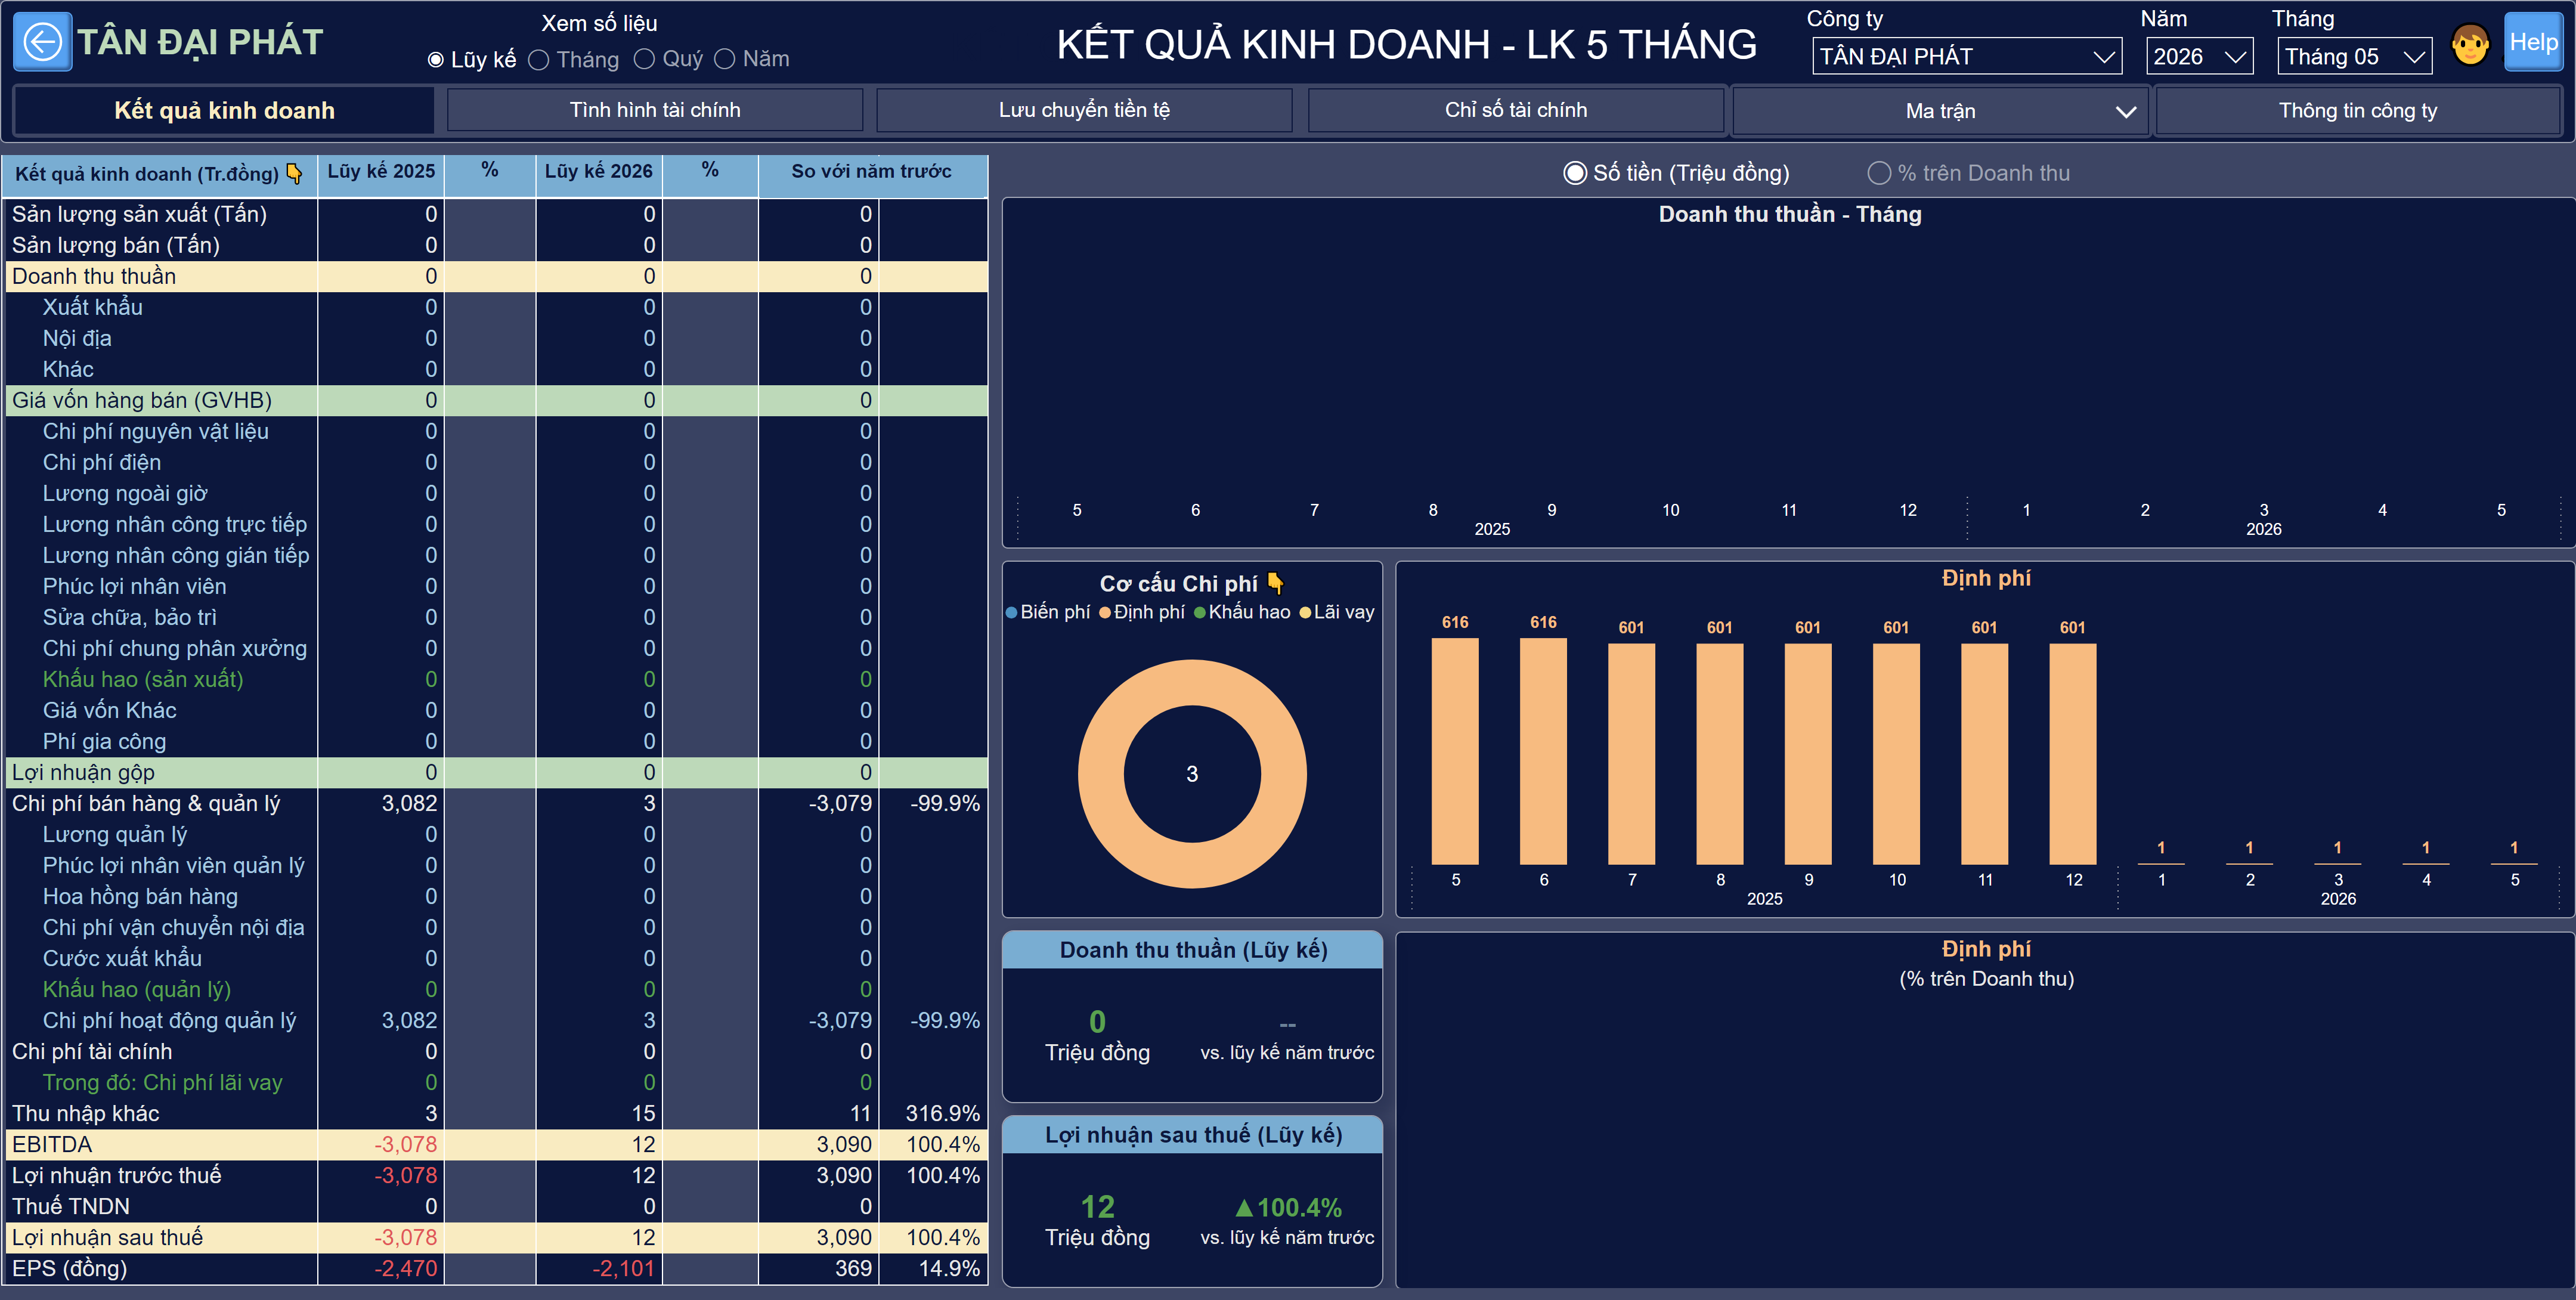 TÂN ĐẠI PHÁT
Xem số liệu
Lũy kế Tháng Quý Năm
KẾT QUẢ KINH DOANH - LK 5 THÁNG
Công ty Năm Tháng
TÂN ĐẠI PHÁT 2026 Tháng 05
Help
Kết quả kinh doanh Tình hình tài chính Lưu chuyển tiền tệ Chỉ số tài chính Ma trận Thông tin công ty
Kết quả kinh doanh (Tr.đồng) Lũy kế 2025 % Lũy kế 2026 % So với năm trước
Sản lượng sản xuất (Tấn) 0 0 0
Sản lượng bán (Tấn) 0 0 0
Doanh thu thuần 0 0 0
Xuất khẩu 0 0 0
Nội địa 0 0 0
Khác 0 0 0
Giá vốn hàng bán (GVHB) 0 0 0
Chi phí nguyên vật liệu 0 0 0
Chi phí điện 0 0 0
Lương ngoài giờ 0 0 0
Lương nhân công trực tiếp 0 0 0
Lương nhân công gián tiếp 0 0 0
Phúc lợi nhân viên 0 0 0
Sửa chữa, bảo trì 0 0 0
Chi phí chung phân xưởng 0 0 0
Khấu hao (sản xuất) 0 0 0
Giá vốn Khác 0 0 0
Phí gia công 0 0 0
Lợi nhuận gộp 0 0 0
Chi phí bán hàng & quản lý 3,082 3 -3,079 -99.9%
Lương quản lý 0 0 0
Phúc lợi nhân viên quản lý 0 0 0
Hoa hồng bán hàng 0 0 0
Chi phí vận chuyển nội địa 0 0 0
Cước xuất khẩu 0 0 0
Khấu hao (quản lý) 0 0 0
Chi phí hoạt động quản lý 3,082 3 -3,079 -99.9%
Chi phí tài chính 0 0 0
Trong đó: Chi phí lãi vay 0 0 0
Thu nhập khác 3 15 11 316.9%
EBITDA -3,078 12 3,090 100.4%
Lợi nhuận trước thuế -3,078 12 3,090 100.4%
Thuế TNDN 0 0 0
Lợi nhuận sau thuế -3,078 12 3,090 100.4%
EPS (đồng) -2,470 -2,101 369 14.9%
Số tiền (Triệu đồng) % trên Doanh thu
Doanh thu thuần - Tháng
5 6 7 8 9 10 11 12 1 2 3 4 5
2025 2026
Cơ cấu Chi phí
Biến phí Định phí Khấu hao Lãi vay
3
Định phí
616 616 601 601 601 601 601 601 1 1 1 1 1
5 6 7 8 9 10 11 12 1 2 3 4 5
2025 2026
Doanh thu thuần (Lũy kế)
0 --
Triệu đồng vs. lũy kế năm trước
Lợi nhuận sau thuế (Lũy kế)
12 ▲100.4%
Triệu đồng vs. lũy kế năm trước
Định phí
(% trên Doanh thu)